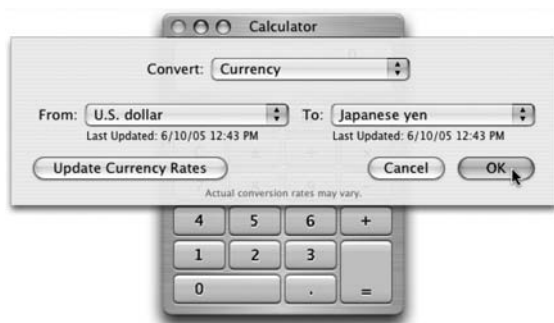 Calculator
Convert: Currency
From: U.S. dollar To: Japanese yen
Last Updated: 6/10/05 12:43 PM Last Updated: 6/10/05 12:43 PM
Update Currency Rates Cancel OK
Actual conversion rates may vary.
4 5 6 +
1 2 3
0 . =